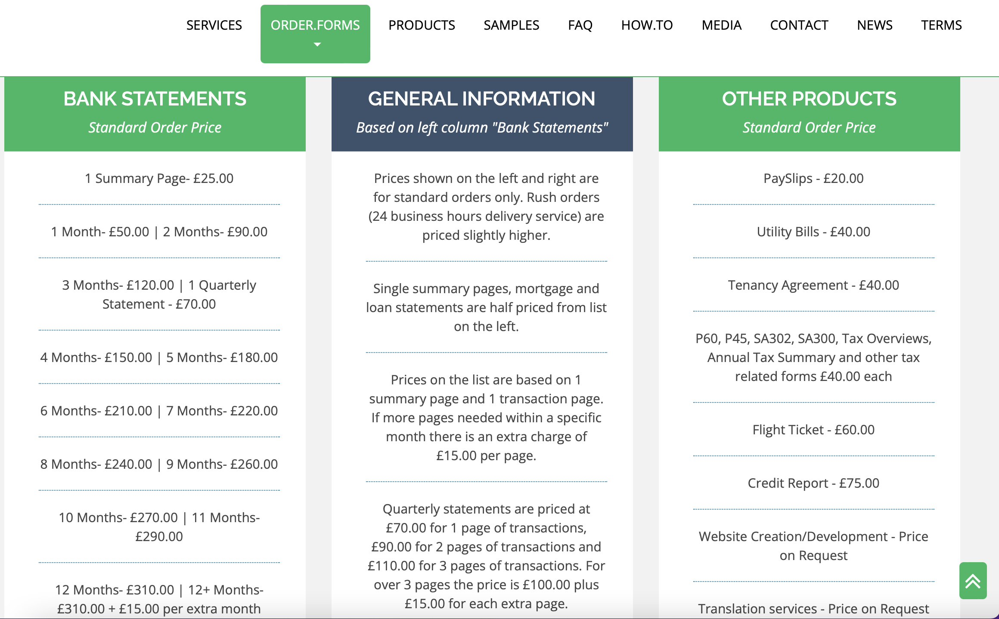 SERVICES
ORDER.FORMS
PRODUCTS
SAMPLES
FAQ
HOW.TO
MEDIA
CONTACT
NEWS
TERMS
BANK STATEMENTS
Standard Order Price
1 Summary Page- £25.00
1 Month- £50.00 | 2 Months- £90.00
3 Months- £120.00 | 1 Quarterly
Statement - £70.00
4 Months- £150.00 | 5 Months- £180.00
6 Months- £210.00 | 7 Months- £220.00
8 Months- £240.00 | 9 Months- £260.00
10 Months- £270.00 | 11 Months-
£290.00
12 Months- £310.00 | 12+ Months-
£310.00 + £15.00 per extra month
GENERAL INFORMATION
Based on left column "Bank Statements"
Prices shown on the left and right are
for standard orders only. Rush orders
(24 business hours delivery service) are
priced slightly higher.
Single summary pages, mortgage and
loan statements are half priced from list
on the left.
Prices on the list are based on 1
summary page and 1 transaction page.
If more pages needed within a specific
month there is an extra charge of
£15.00 per page.
Quarterly statements are priced at
£70.00 for 1 page of transactions,
£90.00 for 2 pages of transactions and
£110.00 for 3 pages of transactions. For
over 3 pages the price is £100.00 plus
£15.00 for each extra page.
OTHER PRODUCTS
Standard Order Price
PaySlips - £20.00
Utility Bills - £40.00
Tenancy Agreement - £40.00
P60, P45, SA302, SA300, Tax Overviews,
Annual Tax Summary and other tax
related forms £40.00 each
Flight Ticket - £60.00
Credit Report - £75.00
Website Creation/Development - Price
on Request
Translation services - Price on Request